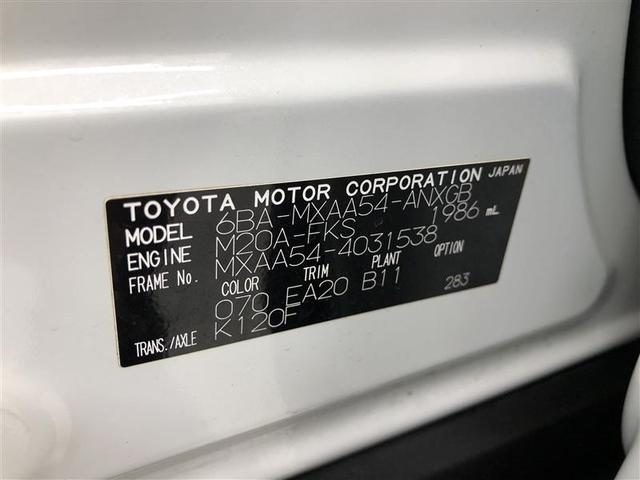 TOYOTA MOTOR CORPORATION JAPAN
MODEL 6BA-MXAA54-ANXGB
ENGINE M20A-FKS 1986 mL
FRAME No. MXAA54-4031538
COLOR TRIM PLANT OPTION
070 EA20 B11 283
TRANS./AXLE K120F